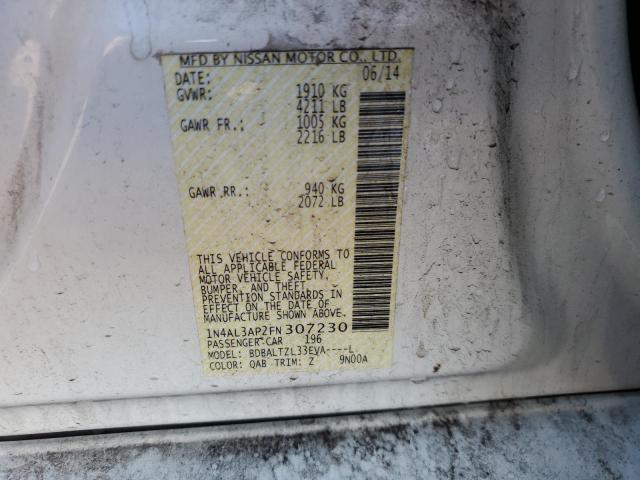 MFD BY NISSAN MOTOR CO., LTD.
DATE: 06/14
GVWR: 1910 KG
4211 LB
GAWR FR.: 1005 KG
2216 LB
GAWR RR.: 940 KG
2072 LB
THIS VEHICLE CONFORMS TO
ALL APPLICABLE FEDERAL
MOTOR VEHICLE SAFETY,
BUMPER, AND THEFT
PREVENTION STANDARDS IN
EFFECT ON THE DATE OF
MANUFACTURE SHOWN ABOVE.
1N4AL3AP2FN 307230
PASSENGER CAR 196
MODEL: BDBALTZL33EVA----L
COLOR: QAB TRIM: Z 9N00A